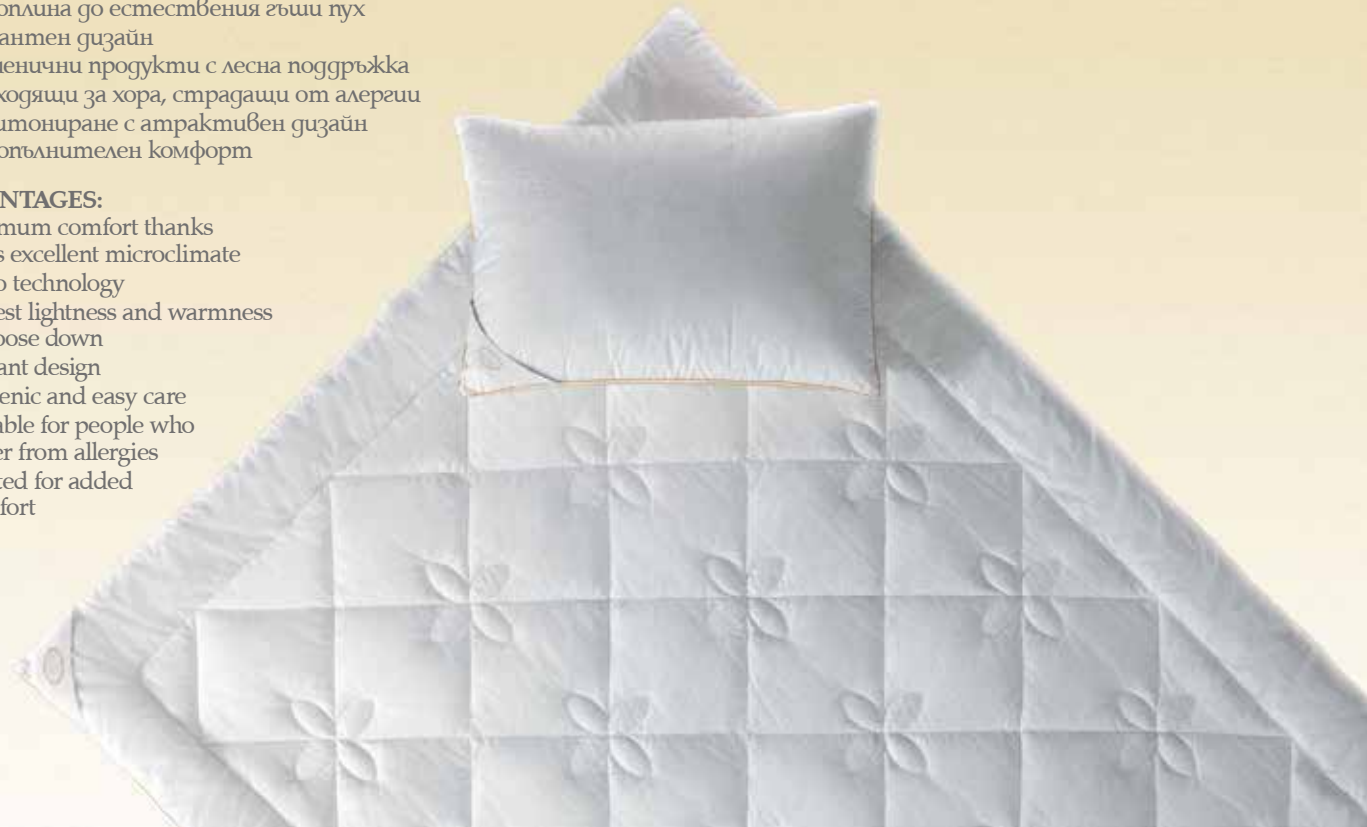 оплина до естествения гъши пух
антен дизайн
иенични продукти с лесна поддръжка
ходящи за хора, страдащи от алергии
итониране с атрактивен дизайн
опълнителен комфорт
NTAGES:
mum comfort thanks
s excellent microclimate
o technology
est lightness and warmness
oose down
ant design
enic and easy care
able for people who
er from allergies
ted for added
fort